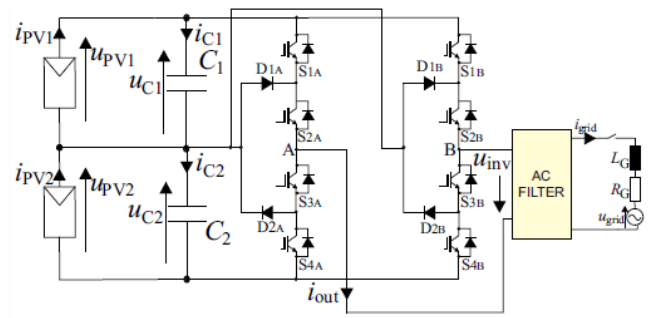 iPV1
uPV1
iC1
C1
uC1
D1A
S1A
D1B
S1B
S2A
S2B
A
B
iPV2
uPV2
iC2
uC2
C2
D2A
S3A
D2B
S3B
S4A
S4B
iout
uinv
AC
FILTER
igrid
LG
RG
ugrid